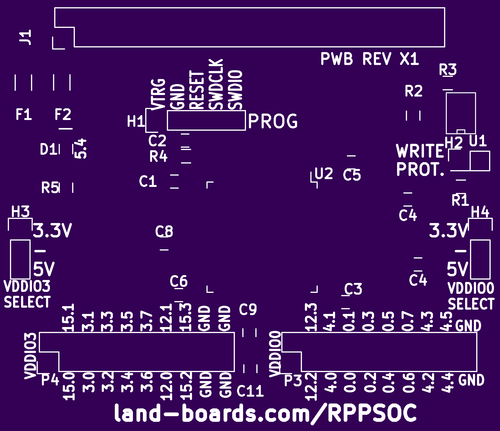 J1
PWB REV X1
R3
R2
F1 F2
VTRG
GND
RESET
SWDCLK
SWDIO
H1
PROG
C2
R4
D1
5.4
H2 U1
WRITE
PROT.
C1
U2
C5
R5
R1
C4
H3
3.3V
5V
VDDIO3
SELECT
C8
C6
H4
3.3V
5V
VDDIO0
SELECT
C4
C3
C9
15.1 3.1 3.3 3.5 3.7 12.1 15.3 GND GND
12.3 4.1 0.1 0.3 0.5 0.7 4.3 4.5 GND
VDDIO3
VDDIO0
P4
15.0 3.0 3.2 3.4 3.6 12.0 15.2 GND GND
C11
P3
12.2 4.0 0.0 0.2 0.4 0.6 4.2 4.4 GND
land-boards.com/RPPSOC